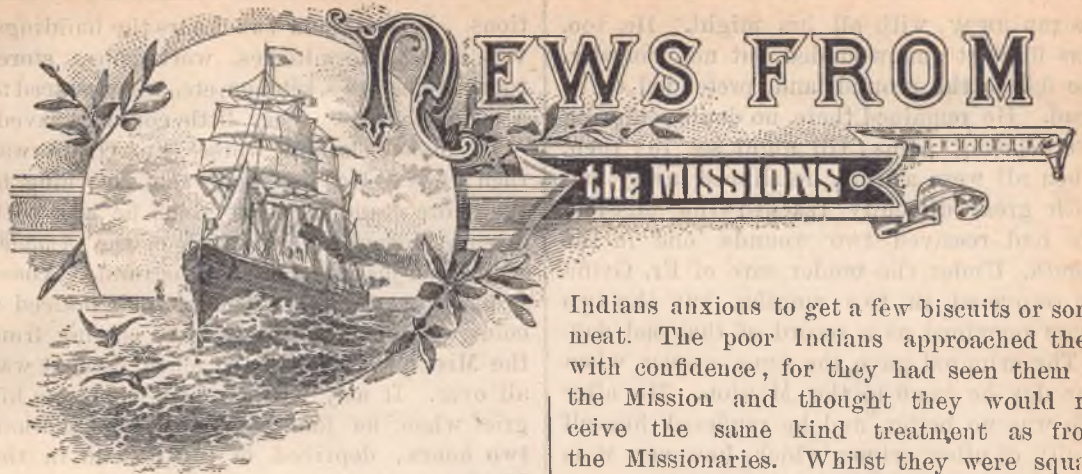 NEWS FROM
the MISSIONS
Indians anxious to get a few biscuits or som
meat. The poor Indians approached the
with confidence, for they had seen them
the Mission and thought they would r
ceive the same kind treatment as fro
the Missionaries. Whilst they were squa